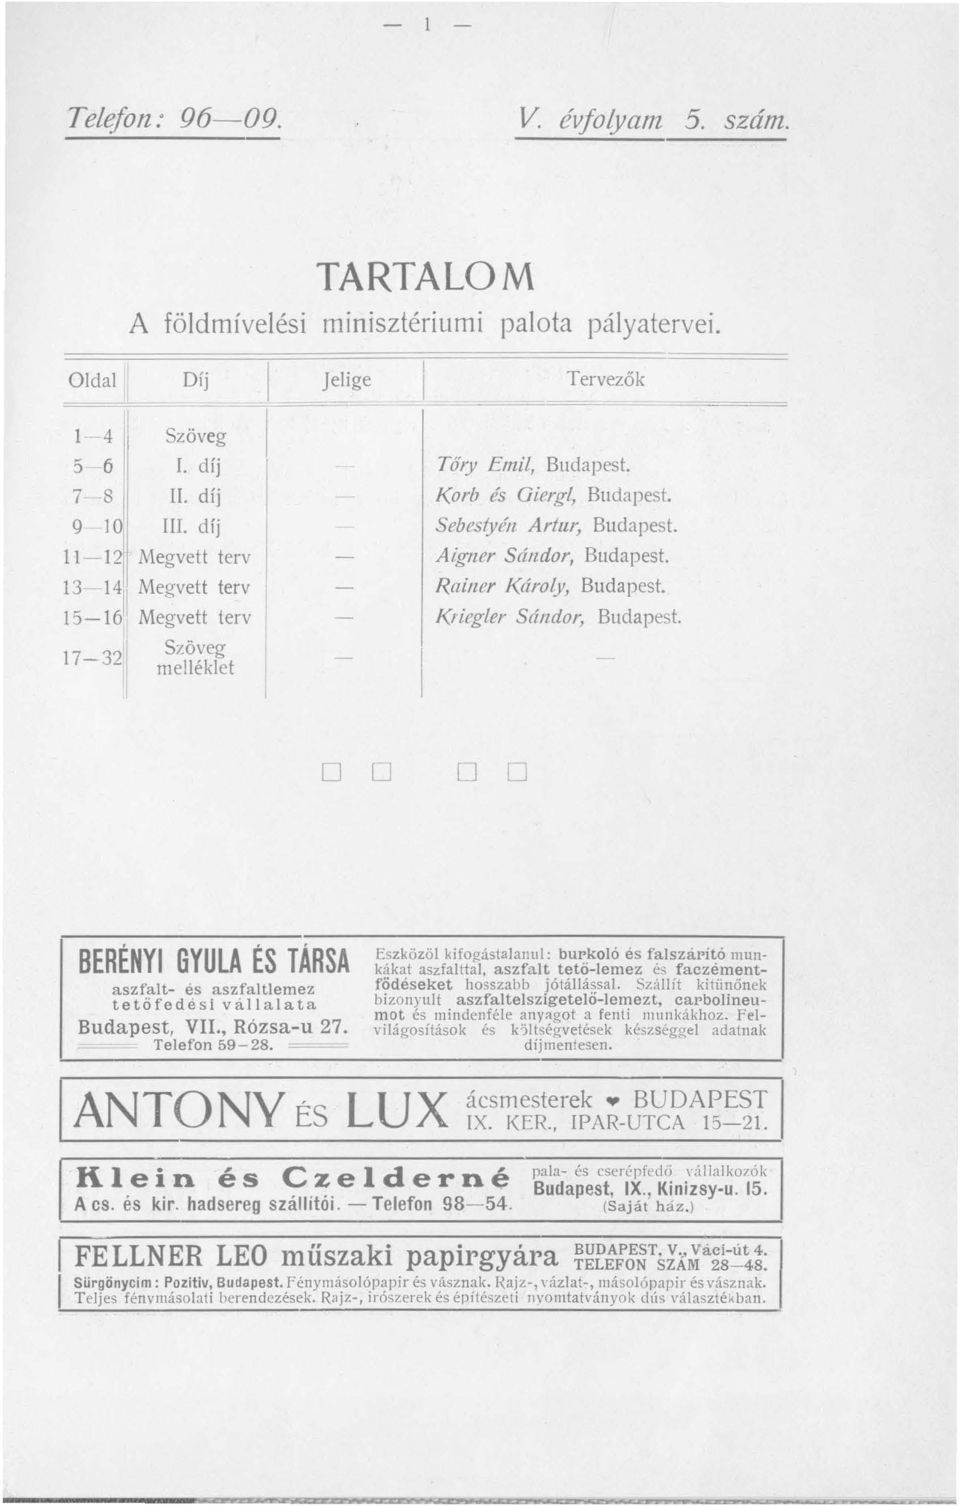 — 1 —
Telefon: 96—09. V. évfolyam 5. szám.
TARTALOM
A földmívelési minisztériumi palota pályatervei.
Oldal Díj Jelige Tervezők
1—4 Szöveg
5—6 I. díj — Tőry Emil, Budapest.
7—8 II. díj — Korb és Giergl, Budapest.
9—10 III. díj — Sebestyén Artur, Budapest.
11—12 Megvett terv — Aigner Sándor, Budapest.
13—14 Megvett terv — Rainer Károly, Budapest.
15—16 Megvett terv — Kriegler Sándor, Budapest.
17—32 Szöveg melléklet — —
BERÉNYI GYULA ÉS TÁRSA
aszfalt- és aszfaltlemez
tetőfedési vállalata
Budapest, VII., Rózsa-u 27.
Telefon 59—28.
Eszközöl kifogástalanul: burkoló és falszárító mun-
kákat aszfalttal, aszfalt tető-lemez és faczément-
födéseket hosszabb jótállással. Szállít kitünőnek
bizonyult aszfaltelszigetelő-lemezt, carbolineu-
mot és mindenféle anyagot a fenti munkákhoz. Fel-
világosítások és költségvetések készséggel adatnak
díjmentesen.
ANTONY ÉS LUX ácsmesterek ♥ BUDAPEST
IX. KER., IPAR-UTCA 15—21.
Klein és Czelderné
A cs. és kir. hadsereg szállítói. — Telefon 98—54.
pala- és cserépfedő vállalkozók
Budapest, IX., Kinizsy-u. 15.
(Saját ház.)
FELLNER LEO műszaki papirgyára BUDAPEST, V., Váci-út 4.
TELEFON SZÁM 28—48.
Sürgönycim: Pozitiv, Budapest. Fénymásolópapir és vásznak. Rajz-, vázlat-, másolópapir és vásznak.
Teljes fénymásolati berendezések. Rajz-, irószerek és építészeti nyomtatványok dús választékban.